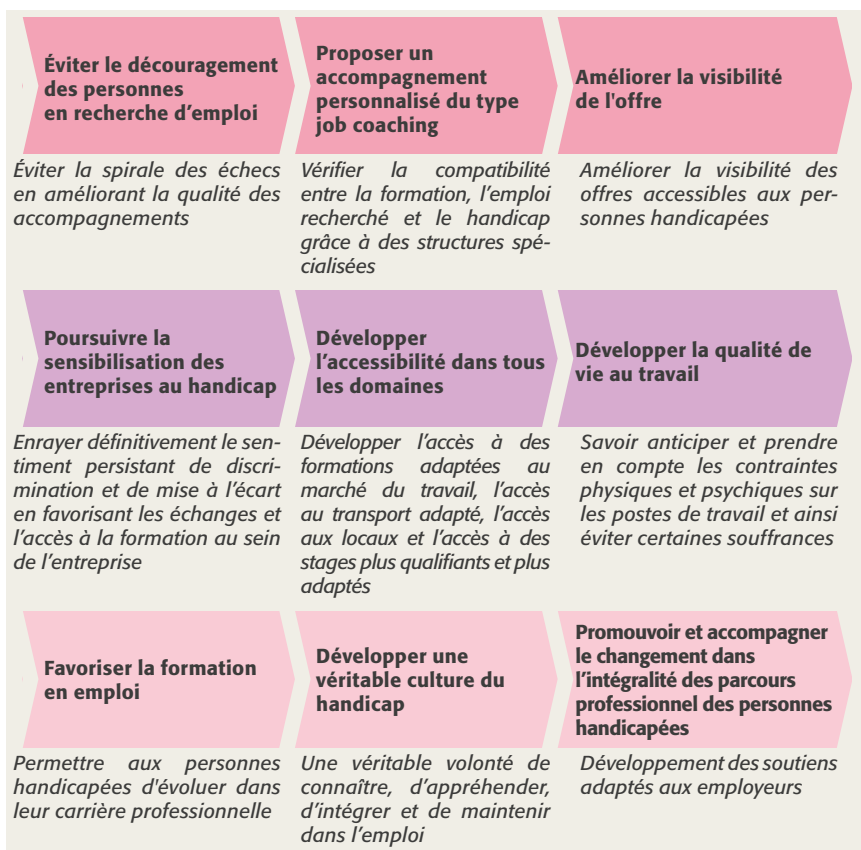 Éviter le découragement
des personnes
en recherche d’emploi
Éviter la spirale des échecs
en améliorant la qualité des
accompagnements
Proposer un
accompagnement
personnalisé du type
job coaching
Vérifier la compatibilité
entre la formation, l’emploi
recherché et le handicap
grâce à des structures spé-
cialisées
Améliorer la visibilité
de l'offre
Améliorer la visibilité des
offres accessibles aux per-
sonnes handicapées
Poursuivre la
sensibilisation des
entreprises au handicap
Enrayer définitivement le sen-
timent persistant de discri-
mination et de mise à l’écart
en favorisant les échanges et
l’accès à la formation au sein
de l’entreprise
Développer
l’accessibilité dans tous
les domaines
Développer l’accès à des
formations adaptées au
marché du travail, l’accès
au transport adapté, l’accès
aux locaux et l’accès à des
stages plus qualifiants et plus
adaptés
Développer la qualité de
vie au travail
Savoir anticiper et prendre
en compte les contraintes
physiques et psychiques sur
les postes de travail et ainsi
éviter certaines souffrances
Favoriser la formation
en emploi
Permettre aux personnes
handicapées d'évoluer dans
leur carrière professionnelle
Développer une
véritable culture du
handicap
Une véritable volonté de
connaître, d’appréhender,
d’intégrer et de maintenir
dans l’emploi
Promouvoir et accompagner
le changement dans
l’intégralité des parcours
professionnel des personnes
handicapées
Développement des soutiens
adaptés aux employeurs